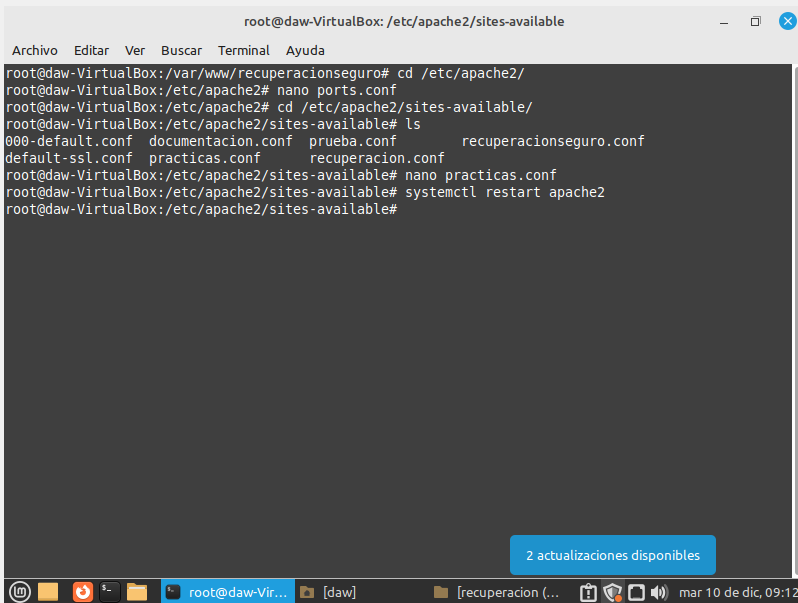 root@daw-VirtualBox: /etc/apache2/sites-available
Archivo Editar Ver Buscar Terminal Ayuda
root@daw-VirtualBox:/var/www/recuperacionseguro# cd /etc/apache2/
root@daw-VirtualBox:/etc/apache2# nano ports.conf
root@daw-VirtualBox:/etc/apache2# cd /etc/apache2/sites-available/
root@daw-VirtualBox:/etc/apache2/sites-available# ls
000-default.conf  documentacion.conf  prueba.conf        recuperacionseguro.conf
default-ssl.conf  practicas.conf      recuperacion.conf
root@daw-VirtualBox:/etc/apache2/sites-available# nano practicas.conf
root@daw-VirtualBox:/etc/apache2/sites-available# systemctl restart apache2
root@daw-VirtualBox:/etc/apache2/sites-available#
2 actualizaciones disponibles
root@daw-Vir... [daw] [recuperacion (... mar 10 de dic, 09:12